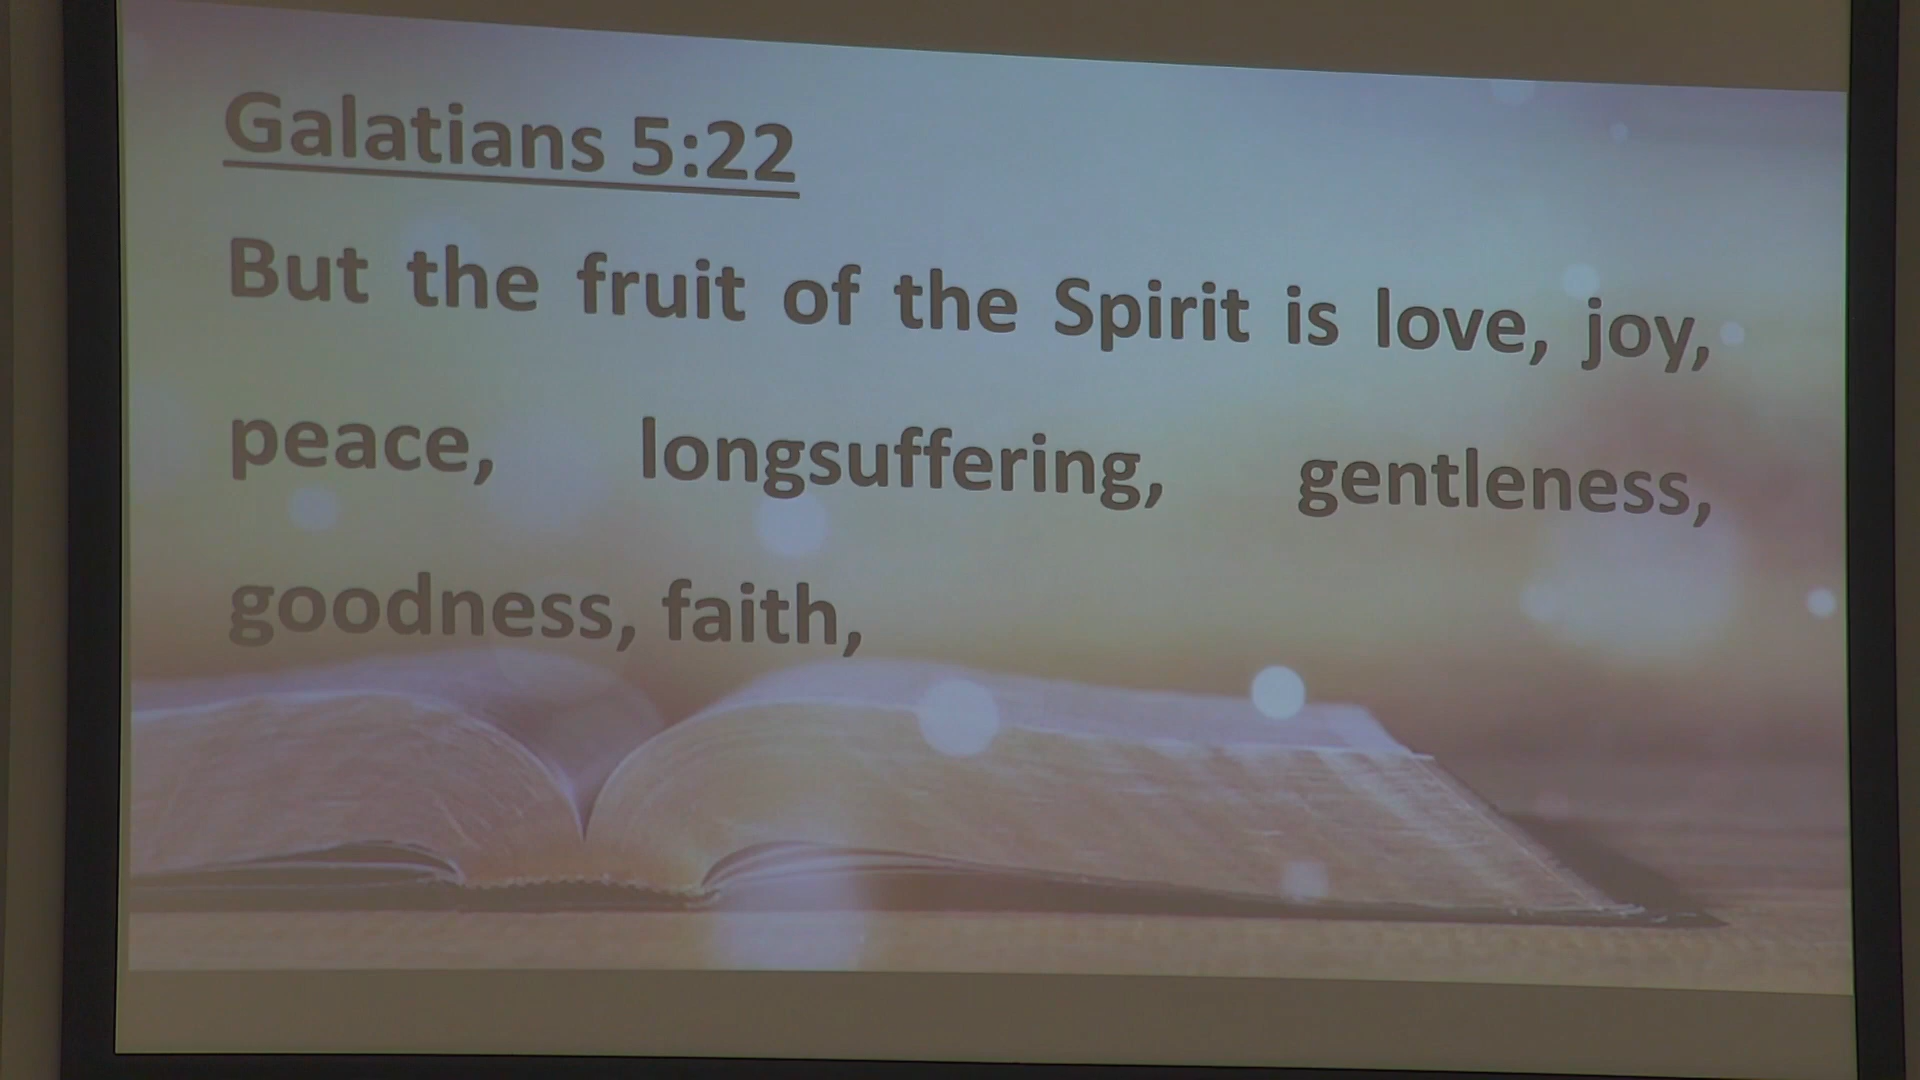 Galatians 5:22
But the fruit of the Spirit is love, joy,
peace, longsuffering, gentleness,
goodness, faith,